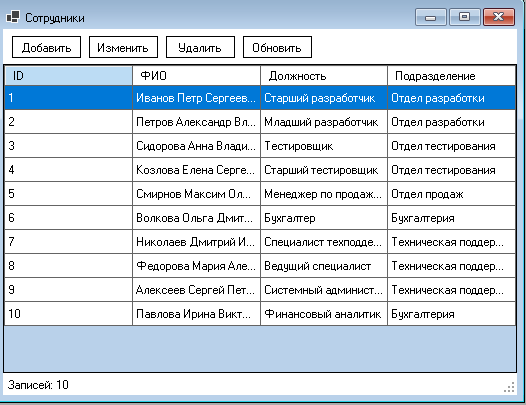 Сотрудники
Добавить Изменить Удалить Обновить
ID ФИО Должность Подразделение
1 Иванов Петр Сергеев... Старший разработчик Отдел разработки
2 Петров Александр Вл... Младший разработчик Отдел разработки
3 Сидорова Анна Влади... Тестировщик Отдел тестирования
4 Козлова Елена Серге... Старший тестировщик Отдел тестирования
5 Смирнов Максим Ол... Менеджер по продаж... Отдел продаж
6 Волкова Ольга Дмит... Бухгалтер Бухгалтерия
7 Николаев Дмитрий И... Специалист техподде... Техническая поддер...
8 Федорова Мария Але... Ведущий специалист Техническая поддер...
9 Алексеев Сергей Пет... Системный админист... Техническая поддер...
10 Павлова Ирина Викт... Финансовый аналитик Бухгалтерия
Записей: 10